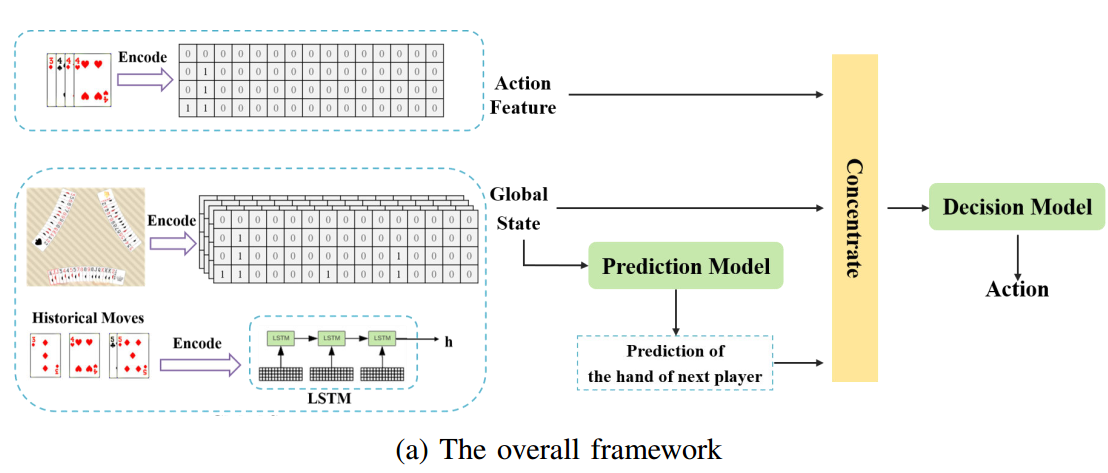 Encode
0 0 0 0 0 0 0 0 0 0 0 0 0 0 0
0 1 0 0 0 0 0 0 0 0 0 0 0 0 0
0 1 0 0 0 0 0 0 0 0 0 0 0 0 0
1 1 0 0 0 0 0 0 0 0 0 0 0 0 0
Action
Feature
Encode
0 0 0 0 0 0 0 0 0 0 0 0 0 0 0
0 1 0 0 0 0 0 0 0 0 0 0 0 0 0
0 1 0 0 0 0 0 0 0 0 1 0 0 0 0
1 1 0 0 0 0 1 0 0 0 1 0 0 0 0
Global
State
Prediction Model
Prediction of
the hand of next player
Historical Moves
Encode
LSTM LSTM LSTM
h
LSTM
Concentrate
Decision Model
Action
(a) The overall framework